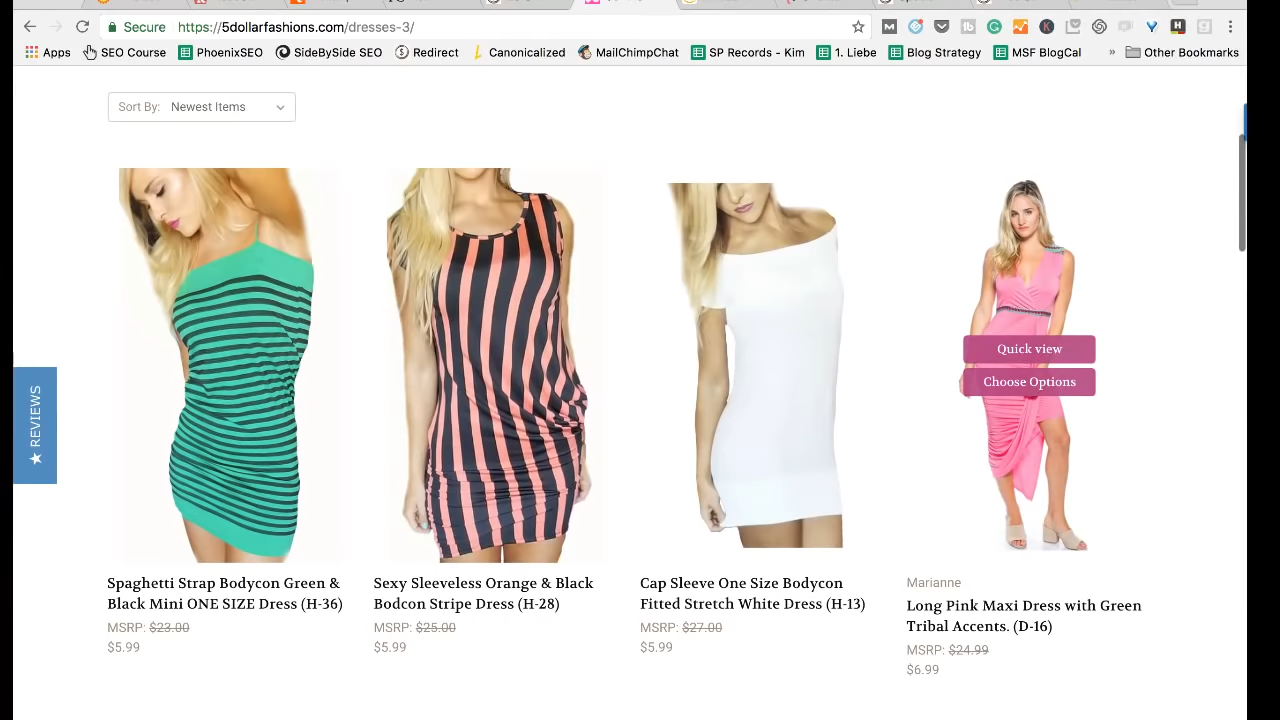 Secure https://5dollarfashions.com/dresses-3/
Apps SEO Course PhoenixSEO SideBySide SEO Redirect Canonicalized MailChimpChat SP Records - Kim 1. Liebe Blog Strategy MSF BlogCal » Other Bookmarks
Sort By: Newest Items
Quick view
Choose Options
★ REVIEWS
Spaghetti Strap Bodycon Green &
Black Mini ONE SIZE Dress (H-36)
MSRP: $23.00
$5.99
Sexy Sleeveless Orange & Black
Bodcon Stripe Dress (H-28)
MSRP: $25.00
$5.99
Cap Sleeve One Size Bodycon
Fitted Stretch White Dress (H-13)
MSRP: $27.00
$5.99
Marianne
Long Pink Maxi Dress with Green
Tribal Accents. (D-16)
MSRP: $24.99
$6.99